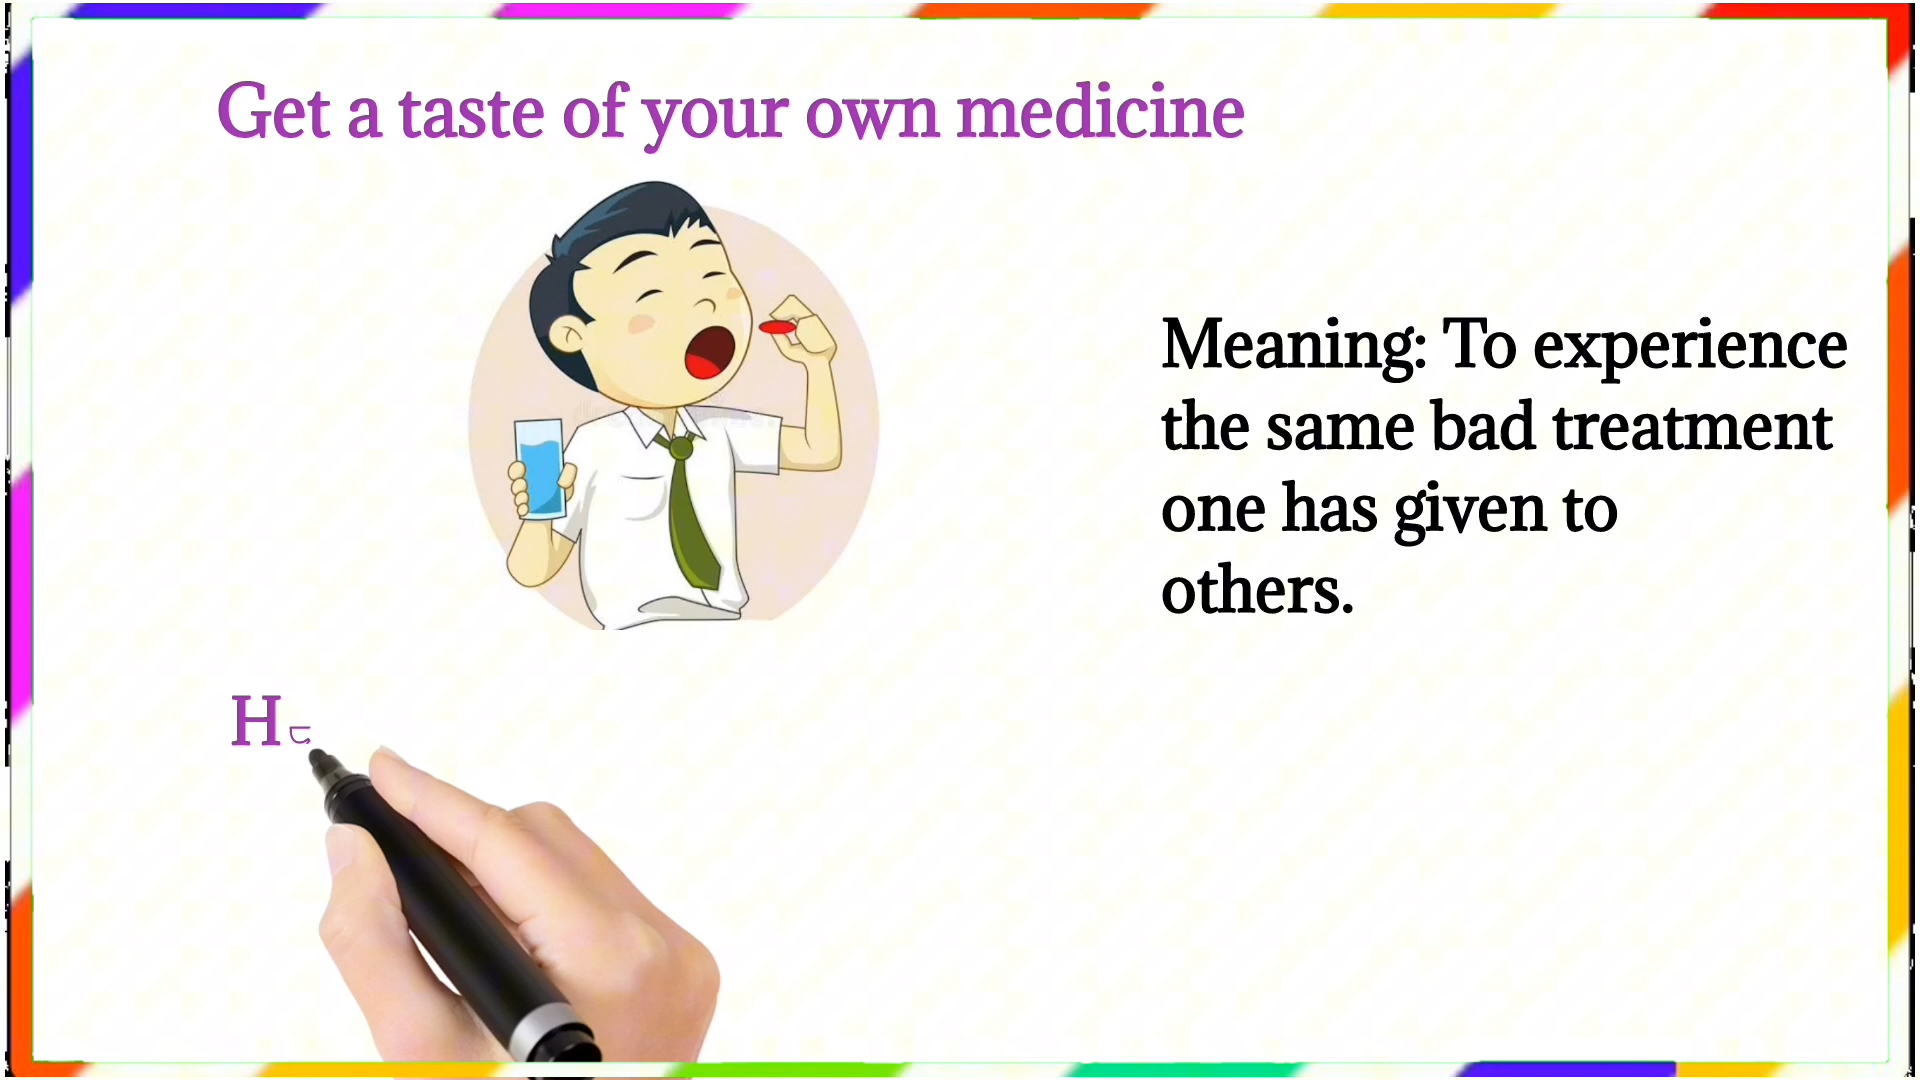 Get a taste of your own medicine
Meaning: To experience
the same bad treatment
one has given to
others.
H